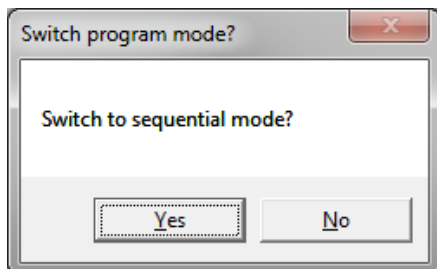 Switch program mode?
Switch to sequential mode?
Yes No